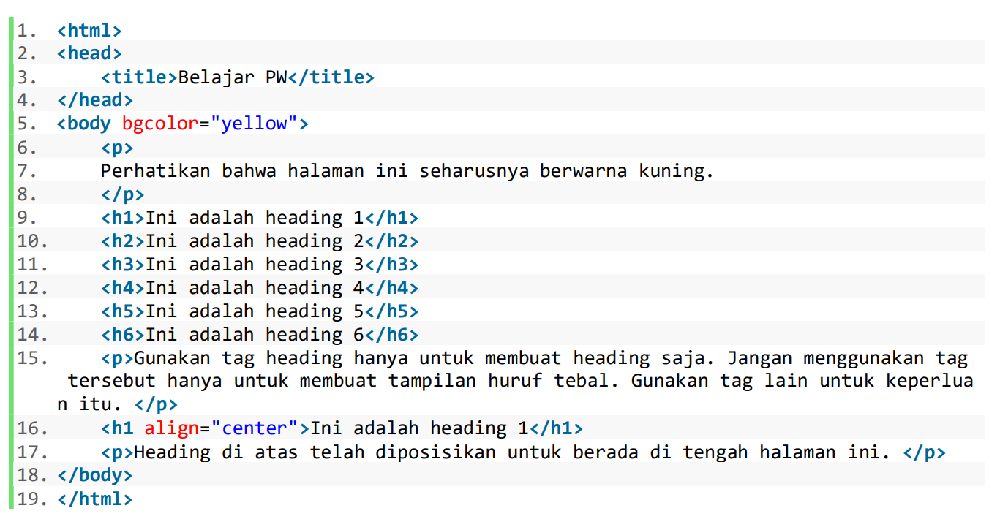 1. <html>
2. <head>
3.     <title>Belajar PW</title>
4. </head>
5. <body bgcolor="yellow">
6.     <p>
7.     Perhatikan bahwa halaman ini seharusnya berwarna kuning.
8.     </p>
9.     <h1>Ini adalah heading 1</h1>
10.     <h2>Ini adalah heading 2</h2>
11.     <h3>Ini adalah heading 3</h3>
12.     <h4>Ini adalah heading 4</h4>
13.     <h5>Ini adalah heading 5</h5>
14.     <h6>Ini adalah heading 6</h6>
15.     <p>Gunakan tag heading hanya untuk membuat heading saja. Jangan menggunakan tag
tersebut hanya untuk membuat tampilan huruf tebal. Gunakan tag lain untuk keperlua
n itu. </p>
16.     <h1 align="center">Ini adalah heading 1</h1>
17.     <p>Heading di atas telah diposisikan untuk berada di tengah halaman ini. </p>
18. </body>
19. </html>